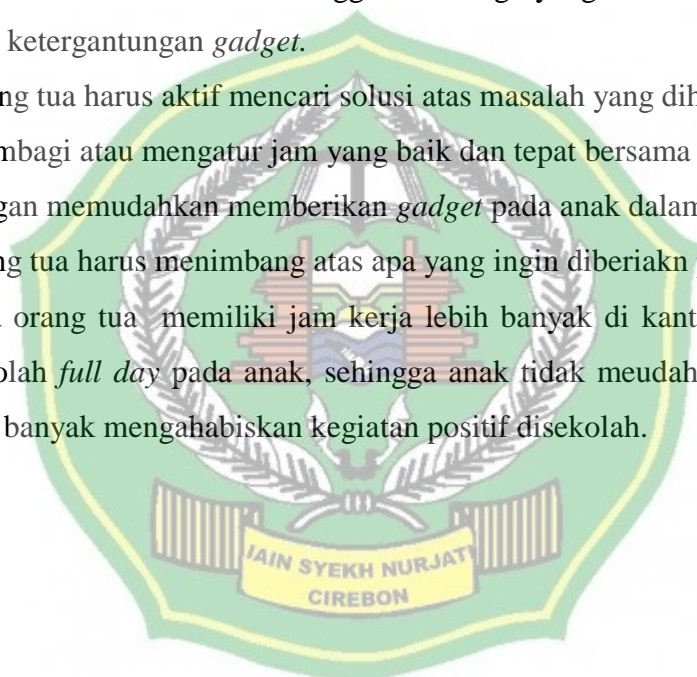 ketergantungan gadget.
ng tua harus aktif mencari solusi atas masalah yang dih
mbagi atau mengatur jam yang baik dan tepat bersama
gan memudahkan memberikan gadget pada anak dalam
ng tua harus menimbang atas apa yang ingin diberiakn
orang tua memiliki jam kerja lebih banyak di kant
olah full day pada anak, sehingga anak tidak meudah
banyak mengahabiskan kegiatan positif disekolah.
IAIN SYEKH NURJATI
CIREBON